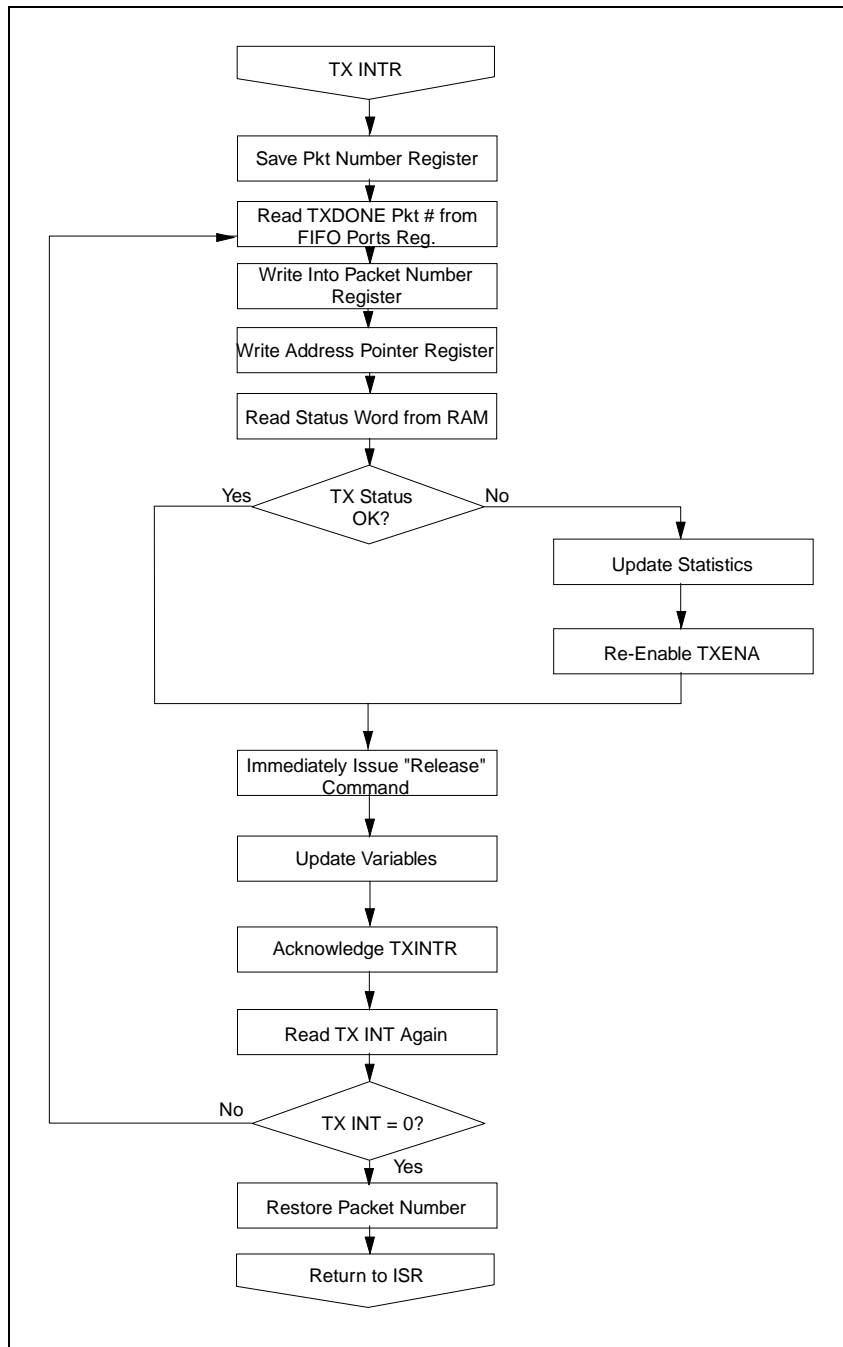 TX INTR
Save Pkt Number Register
Read TXDONE Pkt # from
FIFO Ports Reg.
Write Into Packet Number
Register
Write Address Pointer Register
Read Status Word from RAM
Yes
TX Status
OK?
No
Update Statistics
Re-Enable TXENA
Immediately Issue "Release"
Command
Update Variables
Acknowledge TXINTR
Read TX INT Again
No
TX INT = 0?
Yes
Restore Packet Number
Return to ISR